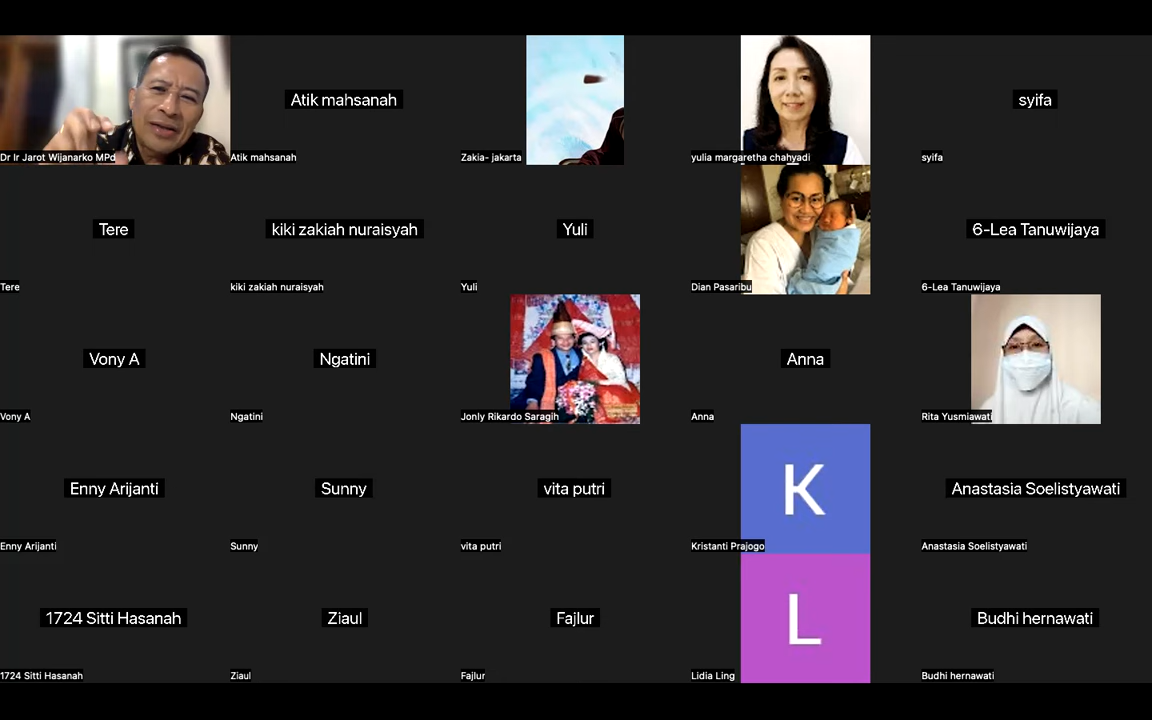 Atik mahsanah
syifa
Dr Ir Jarot Wijanarko MPd
Atik mahsanah
Zakia- jakarta
yulia margaretha chahyadi
syifa
Tere
kiki zakiah nuraisyah
Yuli
6-Lea Tanuwijaya
Tere
kiki zakiah nuraisyah
Yuli
Dian Pasaribu
6-Lea Tanuwijaya
Vony A
Ngatini
Anna
Vony A
Ngatini
Jonly Rikardo Saragih
Anna
Rita Yusmiawati
Enny Arijanti
Sunny
vita putri
K
Anastasia Soelistyawati
Enny Arijanti
Sunny
vita putri
Kristanti Prajogo
Anastasia Soelistyawati
1724 Sitti Hasanah
Ziaul
Fajlur
L
Budhi hernawati
1724 Sitti Hasanah
Ziaul
Fajlur
Lidia Ling
Budhi hernawati